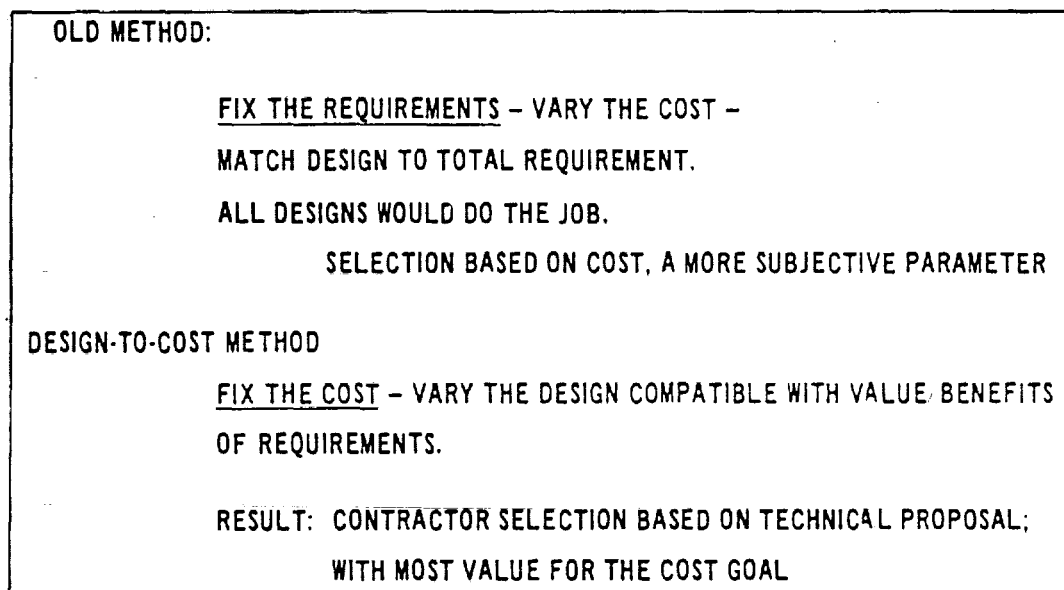 OLD METHOD:
FIX THE REQUIREMENTS – VARY THE COST –
MATCH DESIGN TO TOTAL REQUIREMENT.
ALL DESIGNS WOULD DO THE JOB.
SELECTION BASED ON COST, A MORE SUBJECTIVE PARAMETER
DESIGN-TO-COST METHOD
FIX THE COST – VARY THE DESIGN COMPATIBLE WITH VALUE BENEFITS
OF REQUIREMENTS.
RESULT: CONTRACTOR SELECTION BASED ON TECHNICAL PROPOSAL;
WITH MOST VALUE FOR THE COST GOAL